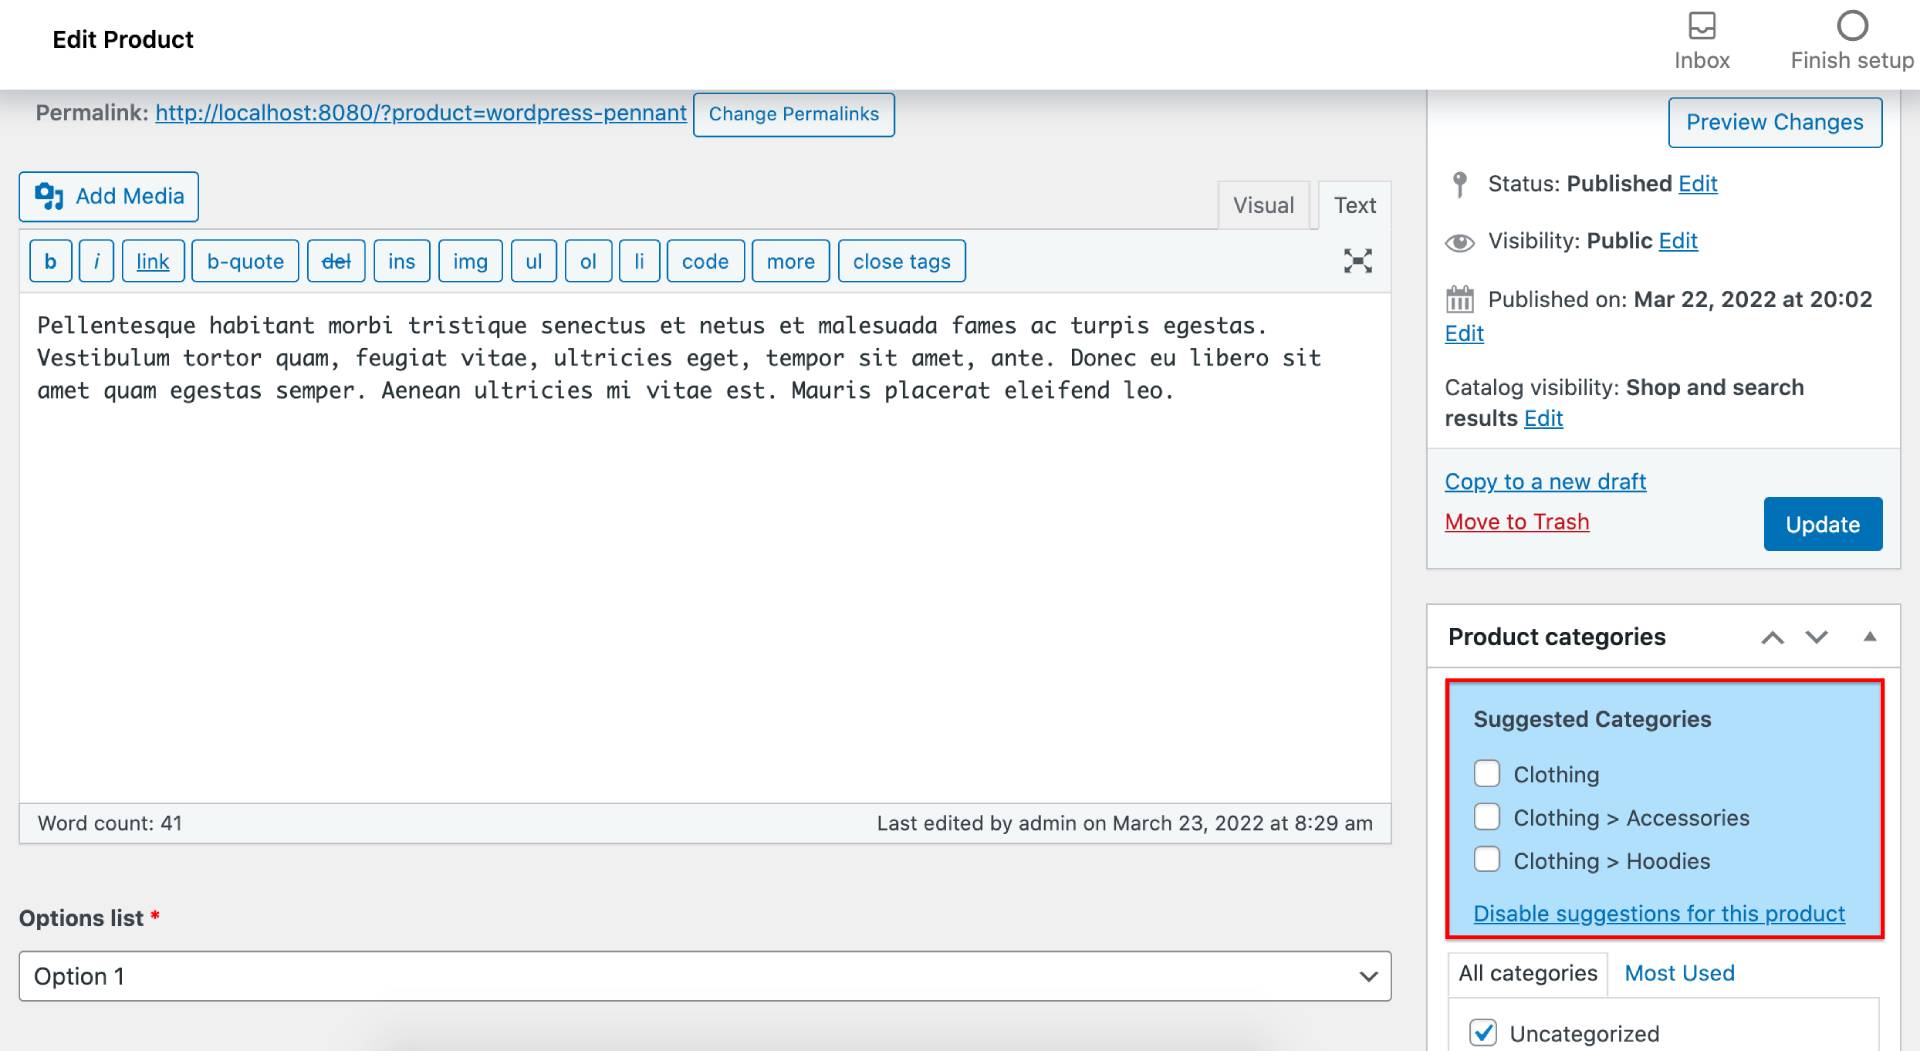 Edit Product
Inbox
Finish setup
Permalink: http://localhost:8080/?product=wordpress-pennant Change Permalinks
Add Media
Visual Text
b i link b-quote del ins img ul ol li code more close tags
Pellentesque habitant morbi tristique senectus et netus et malesuada fames ac turpis egestas.
Vestibulum tortor quam, feugiat vitae, ultricies eget, tempor sit amet, ante. Donec eu libero sit
amet quam egestas semper. Aenean ultricies mi vitae est. Mauris placerat eleifend leo.
Word count: 41 Last edited by admin on March 23, 2022 at 8:29 am
Options list *
Option 1
Preview Changes
Status: Published Edit
Visibility: Public Edit
Published on: Mar 22, 2022 at 20:02
Edit
Catalog visibility: Shop and search
results Edit
Copy to a new draft
Move to Trash
Update
Product categories
Suggested Categories
Clothing
Clothing > Accessories
Clothing > Hoodies
Disable suggestions for this product
All categories Most Used
Uncategorized